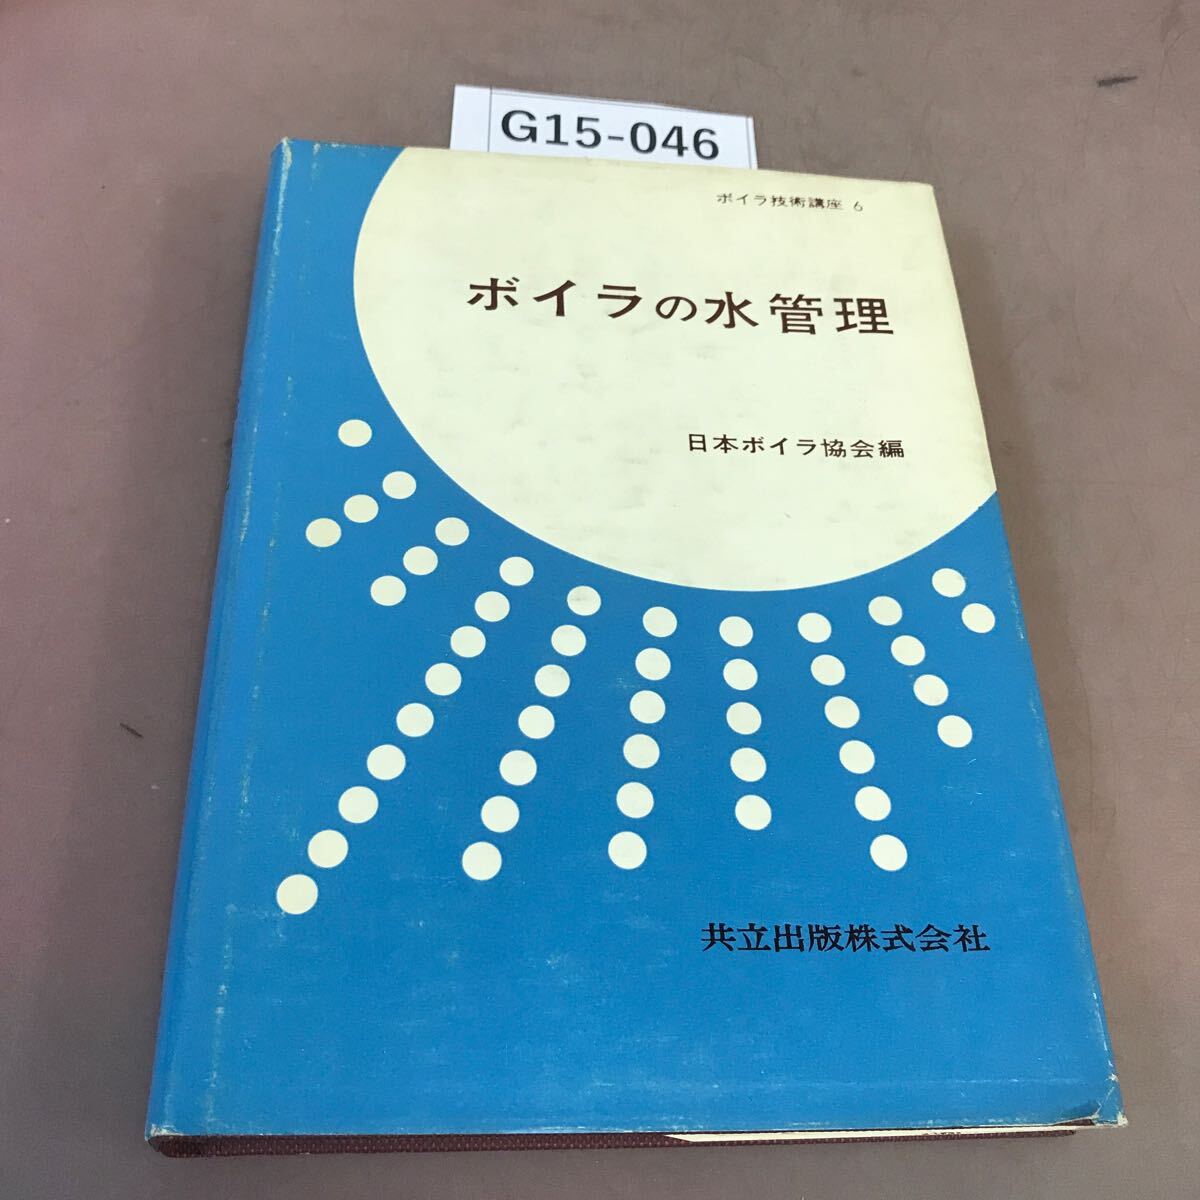 G15-046
ボイラ技術講座 6
ボイラの水管理
日本ボイラ協会編
共立出版株式会社